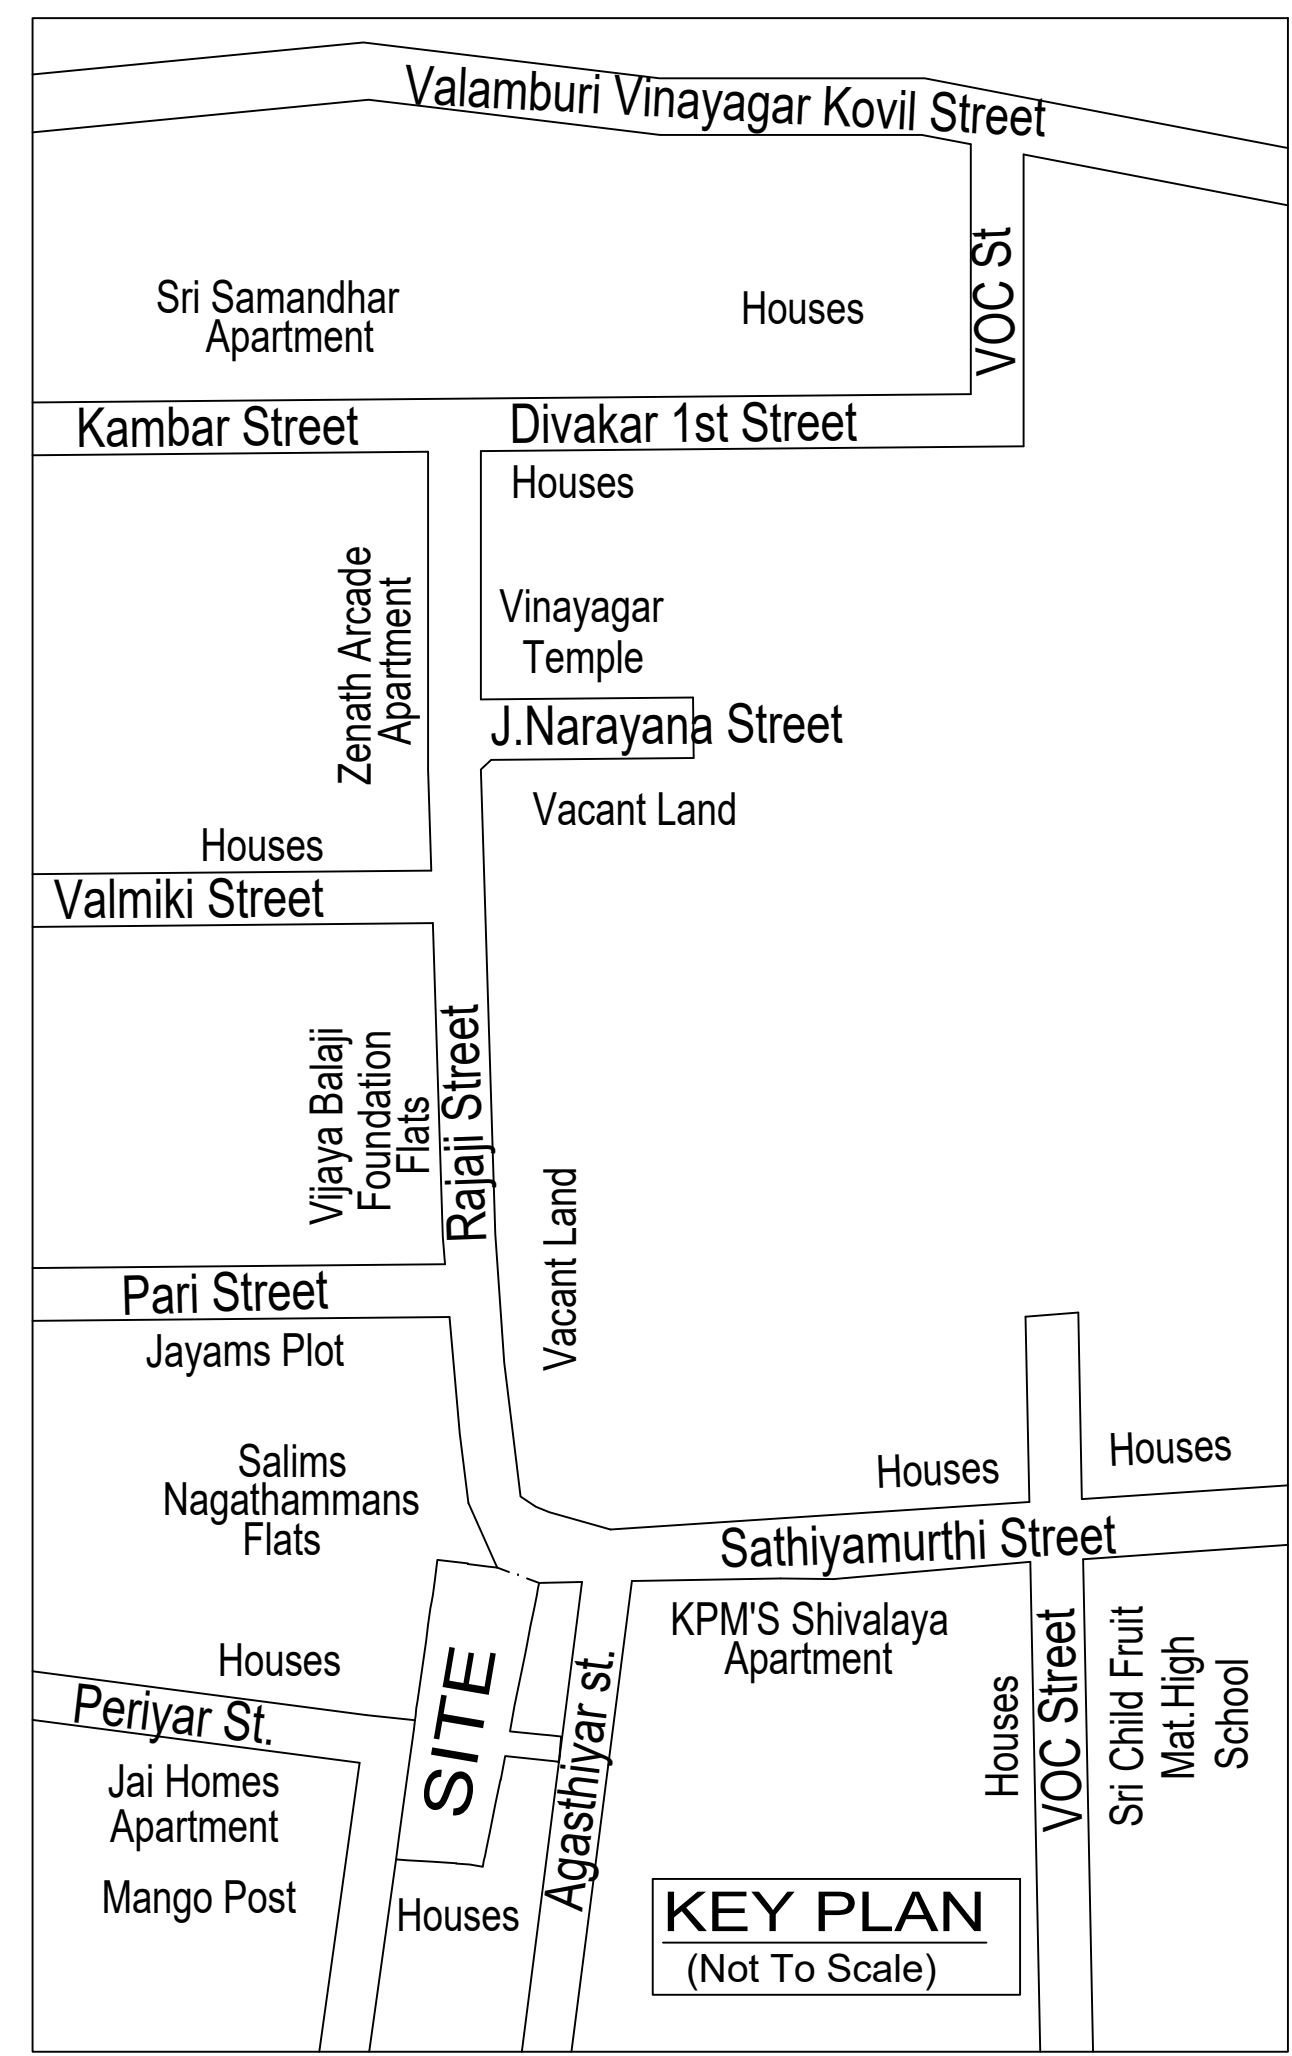 Valamburi Vinayagar Kovil Street
VOC St
Sri Samandhar
Apartment
Houses
Kambar Street
Divakar 1st Street
Houses
Zenath Arcade
Apartment
Vinayagar
Temple
J.Narayana Street
Vacant Land
Houses
Valmiki Street
Vijaya Balaji
Foundation
Flats
Rajaji Street
Vacant Land
Pari Street
Jayams Plot
Salims
Nagathammans
Flats
Houses
Houses
Sathiyamurthi Street
KPM'S Shivalaya
Apartment
Houses
Periyar St.
SITE
Agasthiyar st.
Houses
VOC Street
Sri Child Fruit
Mat.High
School
Jai Homes
Apartment
Mango Post
Houses
KEY PLAN
(Not To Scale)